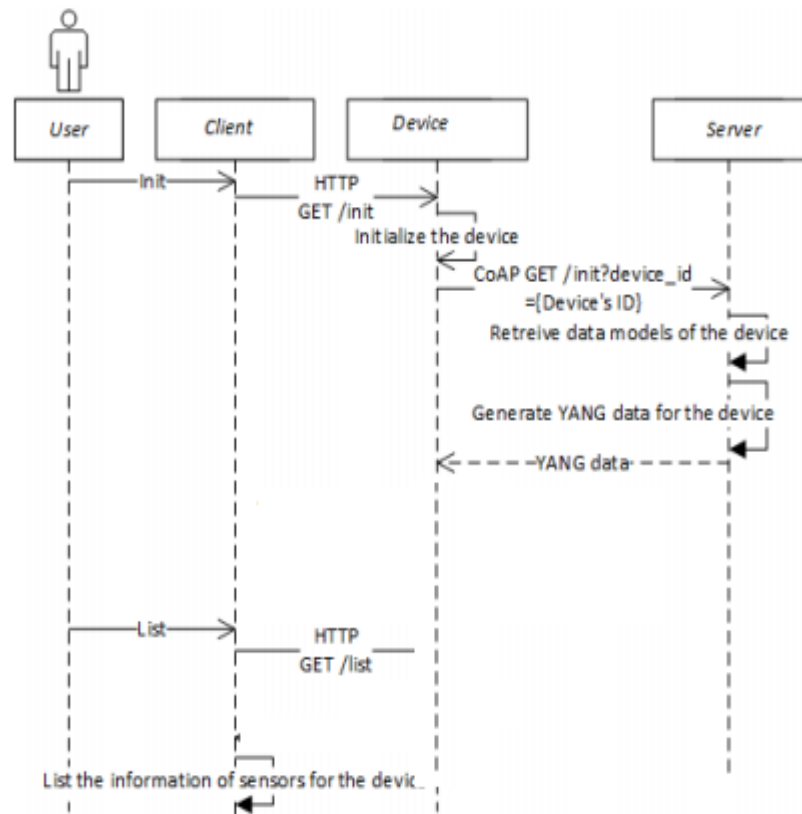 User
Client
Device
Server
Init
HTTP
GET /init
Initialize the device
CoAP GET /init?device_id
={Device's ID}
Retreive data models of the device
Generate YANG data for the device
YANG data
List
HTTP
GET /list
List the information of sensors for the